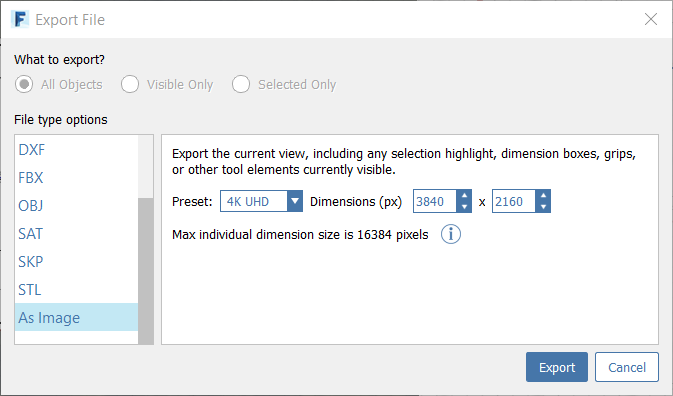 F Export File
What to export?
All Objects Visible Only Selected Only
File type options
DXF
FBX
OBJ
SAT
SKP
STL
As Image
Export the current view, including any selection highlight, dimension boxes, grips,
or other tool elements currently visible.
Preset: 4K UHD Dimensions (px) 3840 x 2160
Max individual dimension size is 16384 pixels i
Export Cancel